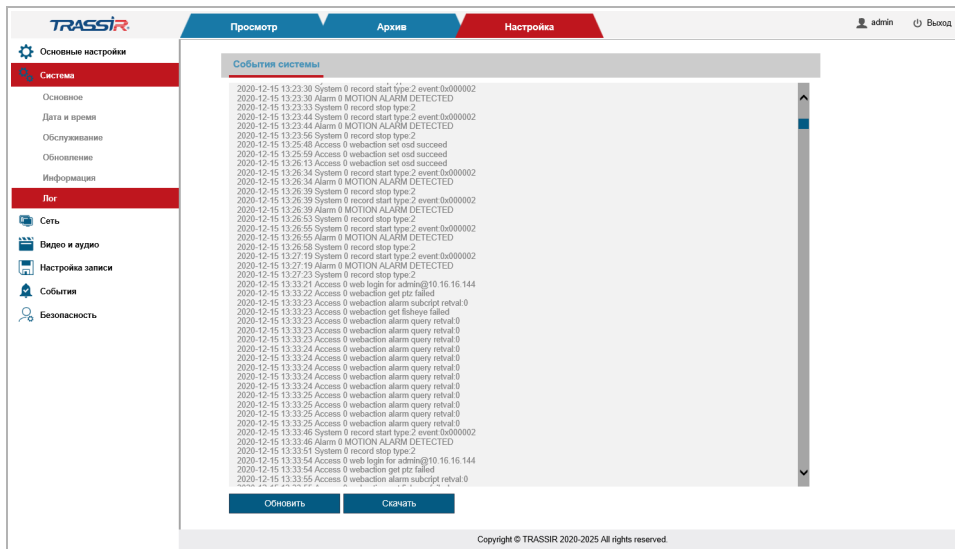 TRASSIR
Просмотр
Архив
Настройка
admin
Выход
Основные настройки
Система
Основное
Дата и время
Обслуживание
Обновление
Информация
Лог
Сеть
Видео и аудио
Настройка записи
События
Безопасность
События системы
2020-12-15 13:23:30 System 0 record start type:2 event:0x000002
2020-12-15 13:23:30 Alarm 0 MOTION ALARM DETECTED
2020-12-15 13:23:33 System 0 record stop type:2
2020-12-15 13:23:44 System 0 record start type:2 event:0x000002
2020-12-15 13:23:44 Alarm 0 MOTION ALARM DETECTED
2020-12-15 13:23:56 System 0 record stop type:2
2020-12-15 13:25:48 Access 0 webaction set osd succeed
2020-12-15 13:25:59 Access 0 webaction set osd succeed
2020-12-15 13:26:13 Access 0 webaction set osd succeed
2020-12-15 13:26:34 System 0 record start type:2 event:0x000002
2020-12-15 13:26:34 Alarm 0 MOTION ALARM DETECTED
2020-12-15 13:26:39 System 0 record stop type:2
2020-12-15 13:26:39 System 0 record start type:2 event:0x000002
2020-12-15 13:26:39 Alarm 0 MOTION ALARM DETECTED
2020-12-15 13:26:53 System 0 record stop type:2
2020-12-15 13:26:55 System 0 record start type:2 event:0x000002
2020-12-15 13:26:55 Alarm 0 MOTION ALARM DETECTED
2020-12-15 13:26:58 System 0 record stop type:2
2020-12-15 13:27:19 System 0 record start type:2 event:0x000002
2020-12-15 13:27:19 Alarm 0 MOTION ALARM DETECTED
2020-12-15 13:27:23 System 0 record stop type:2
2020-12-15 13:33:21 Access 0 web login for admin@10.16.16.144
2020-12-15 13:33:22 Access 0 webaction get ptz failed
2020-12-15 13:33:23 Access 0 webaction alarm subcript retval:0
2020-12-15 13:33:23 Access 0 webaction get fisheye failed
2020-12-15 13:33:23 Access 0 webaction alarm query retval:0
2020-12-15 13:33:23 Access 0 webaction alarm query retval:0
2020-12-15 13:33:23 Access 0 webaction alarm query retval:0
2020-12-15 13:33:24 Access 0 webaction alarm query retval:0
2020-12-15 13:33:24 Access 0 webaction alarm query retval:0
2020-12-15 13:33:24 Access 0 webaction alarm query retval:0
2020-12-15 13:33:24 Access 0 webaction alarm query retval:0
2020-12-15 13:33:24 Access 0 webaction alarm query retval:0
2020-12-15 13:33:25 Access 0 webaction alarm query retval:0
2020-12-15 13:33:25 Access 0 webaction alarm query retval:0
2020-12-15 13:33:25 Access 0 webaction alarm query retval:0
2020-12-15 13:33:25 Access 0 webaction alarm query retval:0
2020-12-15 13:33:46 System 0 record start type:2 event:0x000002
2020-12-15 13:33:46 Alarm 0 MOTION ALARM DETECTED
2020-12-15 13:33:51 System 0 record stop type:2
2020-12-15 13:33:54 Access 0 web login for admin@10.16.16.144
2020-12-15 13:33:54 Access 0 webaction get ptz failed
2020-12-15 13:33:55 Access 0 webaction alarm subcript retval:0
Обновить
Скачать
Copyright © TRASSIR 2020-2025 All rights reserved.